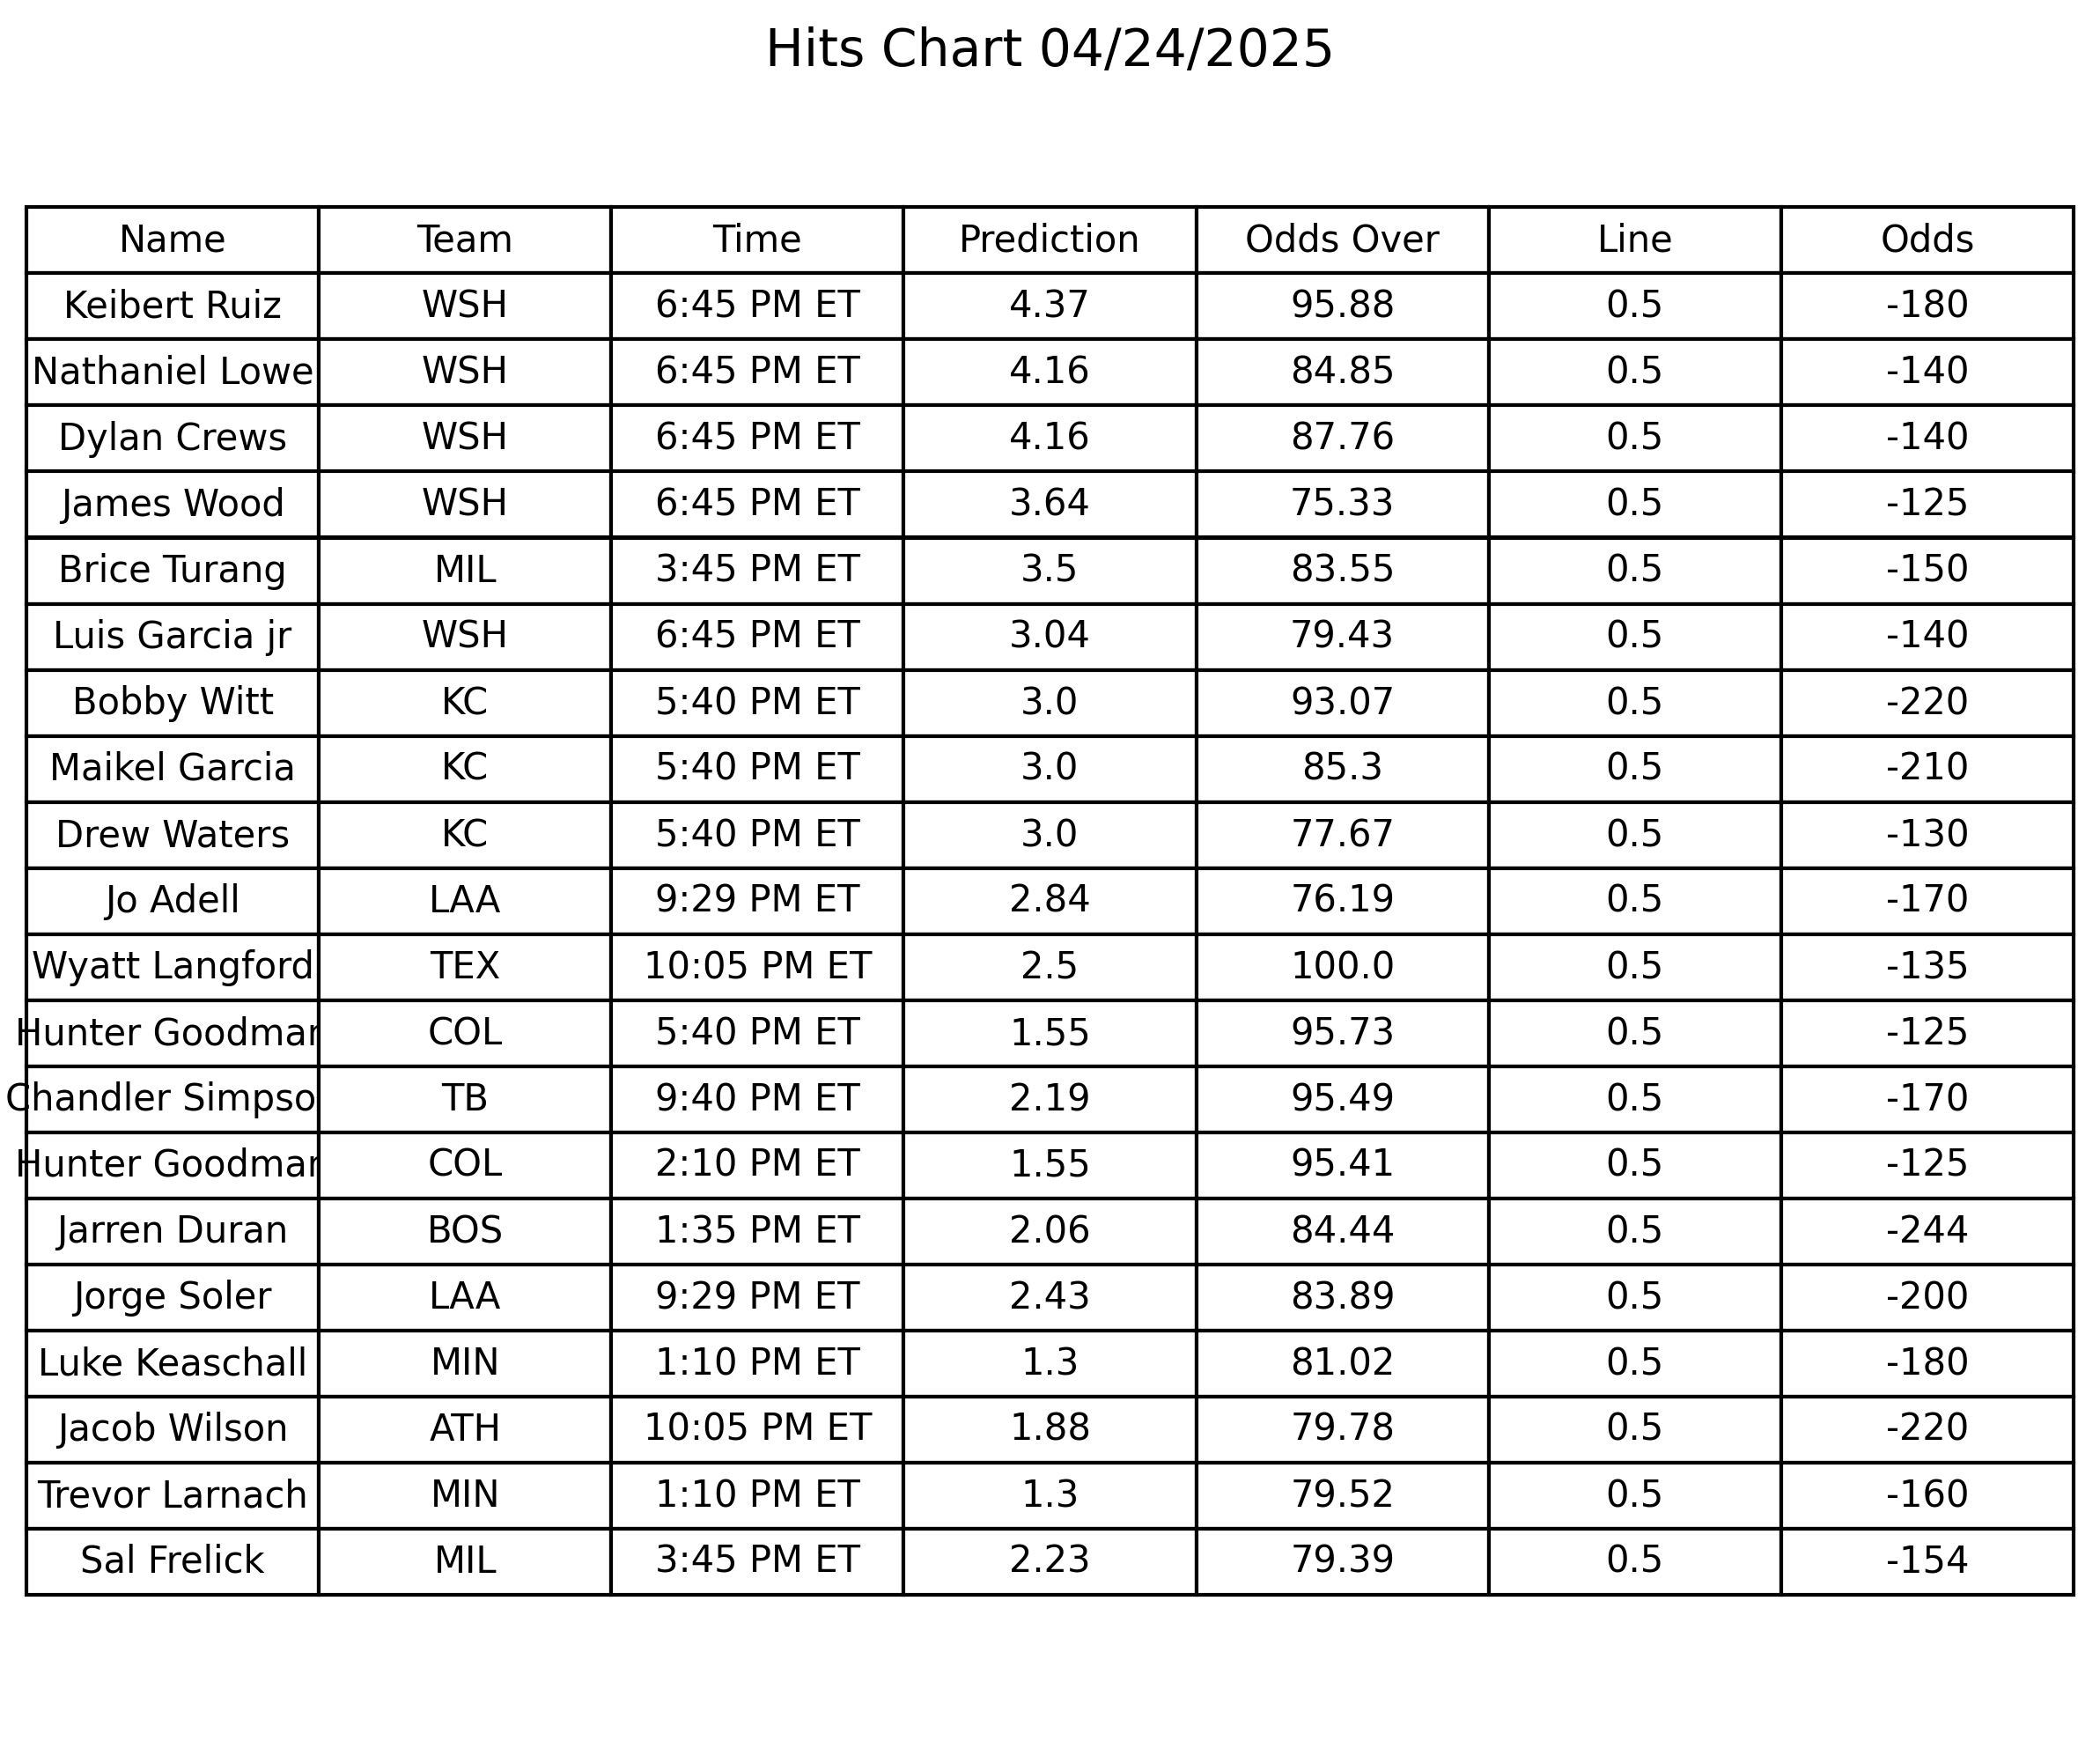 Hits Chart 04/24/2025
Name Team Time Prediction Odds Over Line Odds
Keibert Ruiz WSH 6:45 PM ET 4.37 95.88 0.5 -180
Nathaniel Lowe WSH 6:45 PM ET 4.16 84.85 0.5 -140
Dylan Crews WSH 6:45 PM ET 4.16 87.76 0.5 -140
James Wood WSH 6:45 PM ET 3.64 75.33 0.5 -125
Brice Turang MIL 3:45 PM ET 3.5 83.55 0.5 -150
Luis Garcia jr WSH 6:45 PM ET 3.04 79.43 0.5 -140
Bobby Witt KC 5:40 PM ET 3.0 93.07 0.5 -220
Maikel Garcia KC 5:40 PM ET 3.0 85.3 0.5 -210
Drew Waters KC 5:40 PM ET 3.0 77.67 0.5 -130
Jo Adell LAA 9:29 PM ET 2.84 76.19 0.5 -170
Wyatt Langford TEX 10:05 PM ET 2.5 100.0 0.5 -135
Hunter Goodman COL 5:40 PM ET 1.55 95.73 0.5 -125
Chandler Simpso TB 9:40 PM ET 2.19 95.49 0.5 -170
Hunter Goodman COL 2:10 PM ET 1.55 95.41 0.5 -125
Jarren Duran BOS 1:35 PM ET 2.06 84.44 0.5 -244
Jorge Soler LAA 9:29 PM ET 2.43 83.89 0.5 -200
Luke Keaschall MIN 1:10 PM ET 1.3 81.02 0.5 -180
Jacob Wilson ATH 10:05 PM ET 1.88 79.78 0.5 -220
Trevor Larnach MIN 1:10 PM ET 1.3 79.52 0.5 -160
Sal Frelick MIL 3:45 PM ET 2.23 79.39 0.5 -154